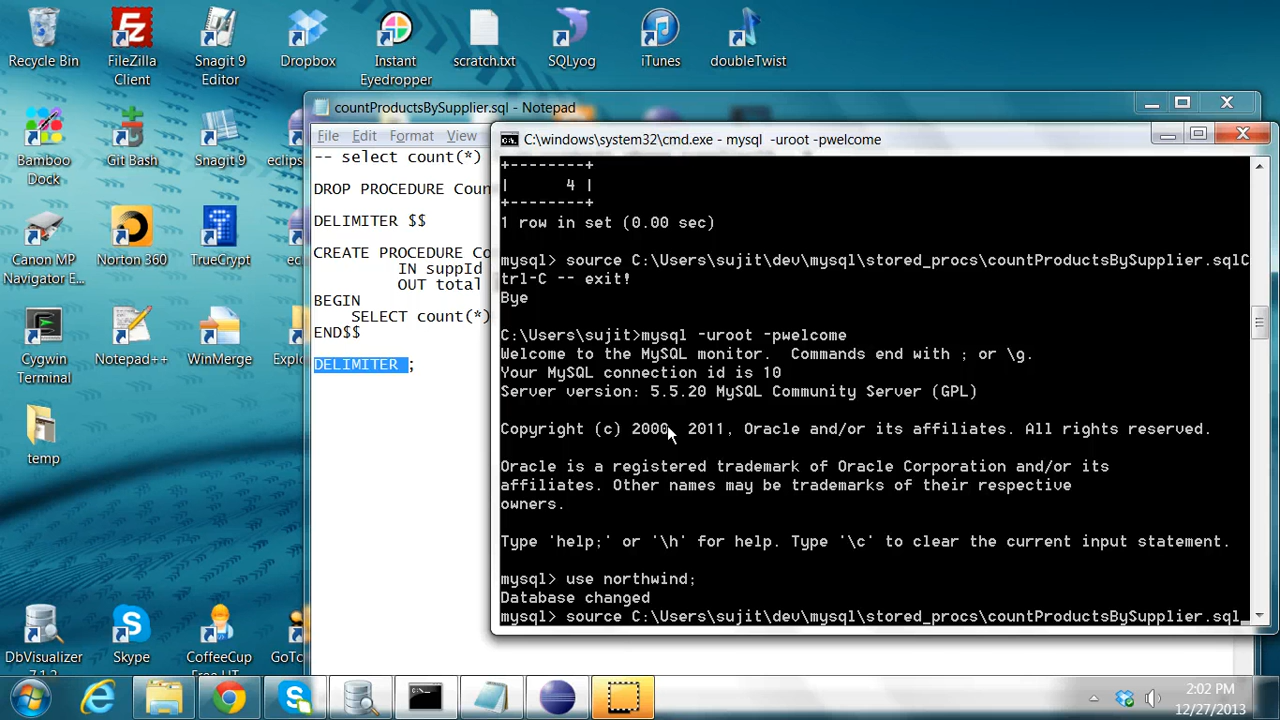 Recycle Bin
FileZilla Client
Snagit 9 Editor
Dropbox
Instant Eyedropper
scratch.txt
SQLyog
iTunes
doubleTwist
Bamboo Dock
Git Bash
Snagit 9
eclips
Canon MP Navigator E...
Norton 360
TrueCrypt
Cygwin Terminal
Notepad++
WinMerge
Explo
temp
DbVisualizer 7.1.2
Skype
CoffeeCup Free HT
GoTo
countProductsBySupplier.sql - Notepad
File Edit Format View
-- select count(*)
DROP PROCEDURE Coun
DELIMITER $$
CREATE PROCEDURE Co
IN suppId
OUT total
BEGIN
SELECT count(*)
END$$
DELIMITER ;
C:\windows\system32\cmd.exe - mysql -uroot -pwelcome
+--------+
| 4 |
+--------+
1 row in set (0.00 sec)
mysql> source C:\Users\sujit\dev\mysql\stored_procs\countProductsBySupplier.sqlC
trl-C -- exit!
Bye
C:\Users\sujit>mysql -uroot -pwelcome
Welcome to the MySQL monitor. Commands end with ; or \g.
Your MySQL connection id is 10
Server version: 5.5.20 MySQL Community Server (GPL)
Copyright (c) 2000, 2011, Oracle and/or its affiliates. All rights reserved.
Oracle is a registered trademark of Oracle Corporation and/or its
affiliates. Other names may be trademarks of their respective
owners.
Type 'help;' or '\h' for help. Type '\c' to clear the current input statement.
mysql> use northwind;
Database changed
mysql> source C:\Users\sujit\dev\mysql\stored_procs\countProductsBySupplier.sql
2:02 PM
12/27/2013